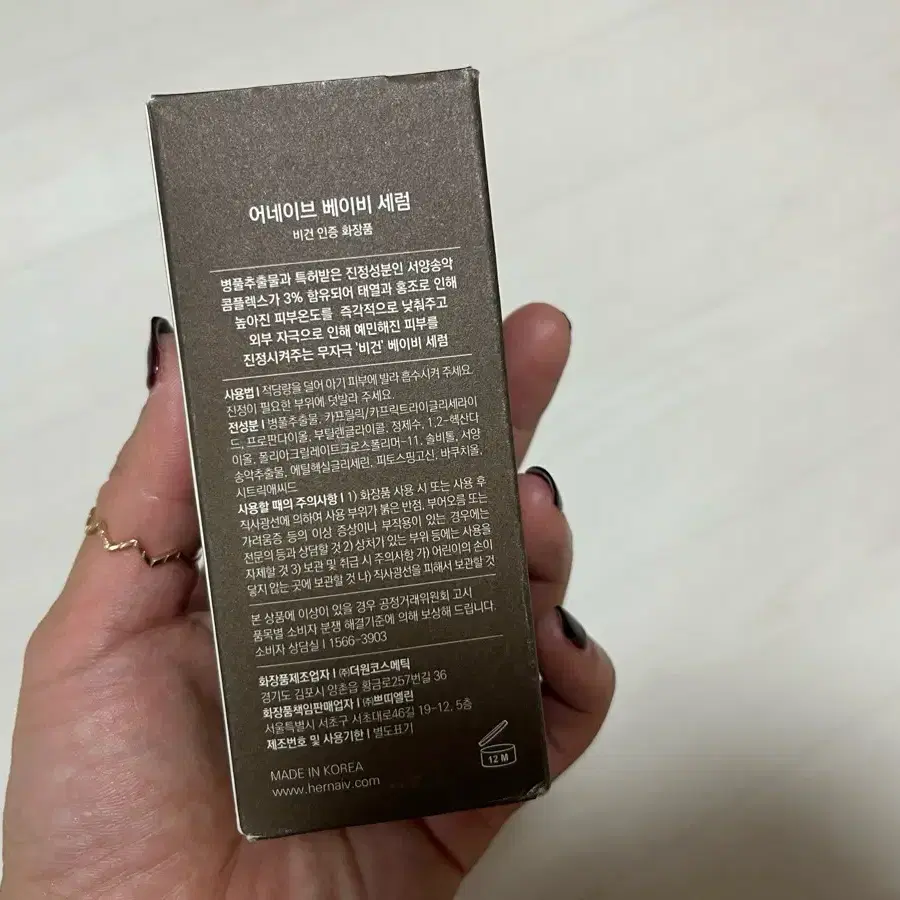 어네이브 베이비 세럼
비건 인증 화장품
병풀추출물과 특허받은 진정성분인 서양송악
콤플렉스가 3% 함유되어 태열과 홍조로 인해
높아진 피부온도를 즉각적으로 낮춰주고
외부 자극으로 인해 예민해진 피부를
진정시켜주는 무자극 '비건' 베이비 세럼
사용법 | 적당량을 덜어 아기 피부에 발라 흡수시켜 주세요.
진정이 필요한 부위에 덧발라 주세요.
전성분 | 병풀추출물, 카프릴릭/카프릭트라이글리세라이
드, 프로판다이올, 부틸렌글라이콜, 정제수, 1,2-헥산다
이올, 폴리아크릴레이트크로스폴리머-11, 솔비톨, 서양
송악추출물, 에틸헥실글리세린, 피토스핑고신, 바쿠치올,
시트릭애씨드
사용할 때의 주의사항 | 1) 화장품 사용 시 또는 사용 후
직사광선에 의하여 사용 부위가 붉은 반점, 부어오름 또는
가려움증 등의 이상 증상이나 부작용이 있는 경우에는
전문의 등과 상담할 것 2) 상처가 있는 부위 등에는 사용을
자제할 것 3) 보관 및 취급 시 주의사항 가) 어린이의 손이
닿지 않는 곳에 보관할 것 나) 직사광선을 피해서 보관할 것
본 상품에 이상이 있을 경우 공정거래위원회 고시
품목별 소비자 분쟁 해결기준에 의해 보상해 드립니다.
소비자 상담실 | 1566-3903
화장품제조업자 | ㈜더원코스메틱
경기도 김포시 양촌읍 황금로257번길 36
화장품책임판매업자 | ㈜쁘띠엘린
서울특별시 서초구 서초대로46길 19-12, 5층
제조번호 및 사용기한 | 별도표기
12 M
MADE IN KOREA
www.hernaiv.com